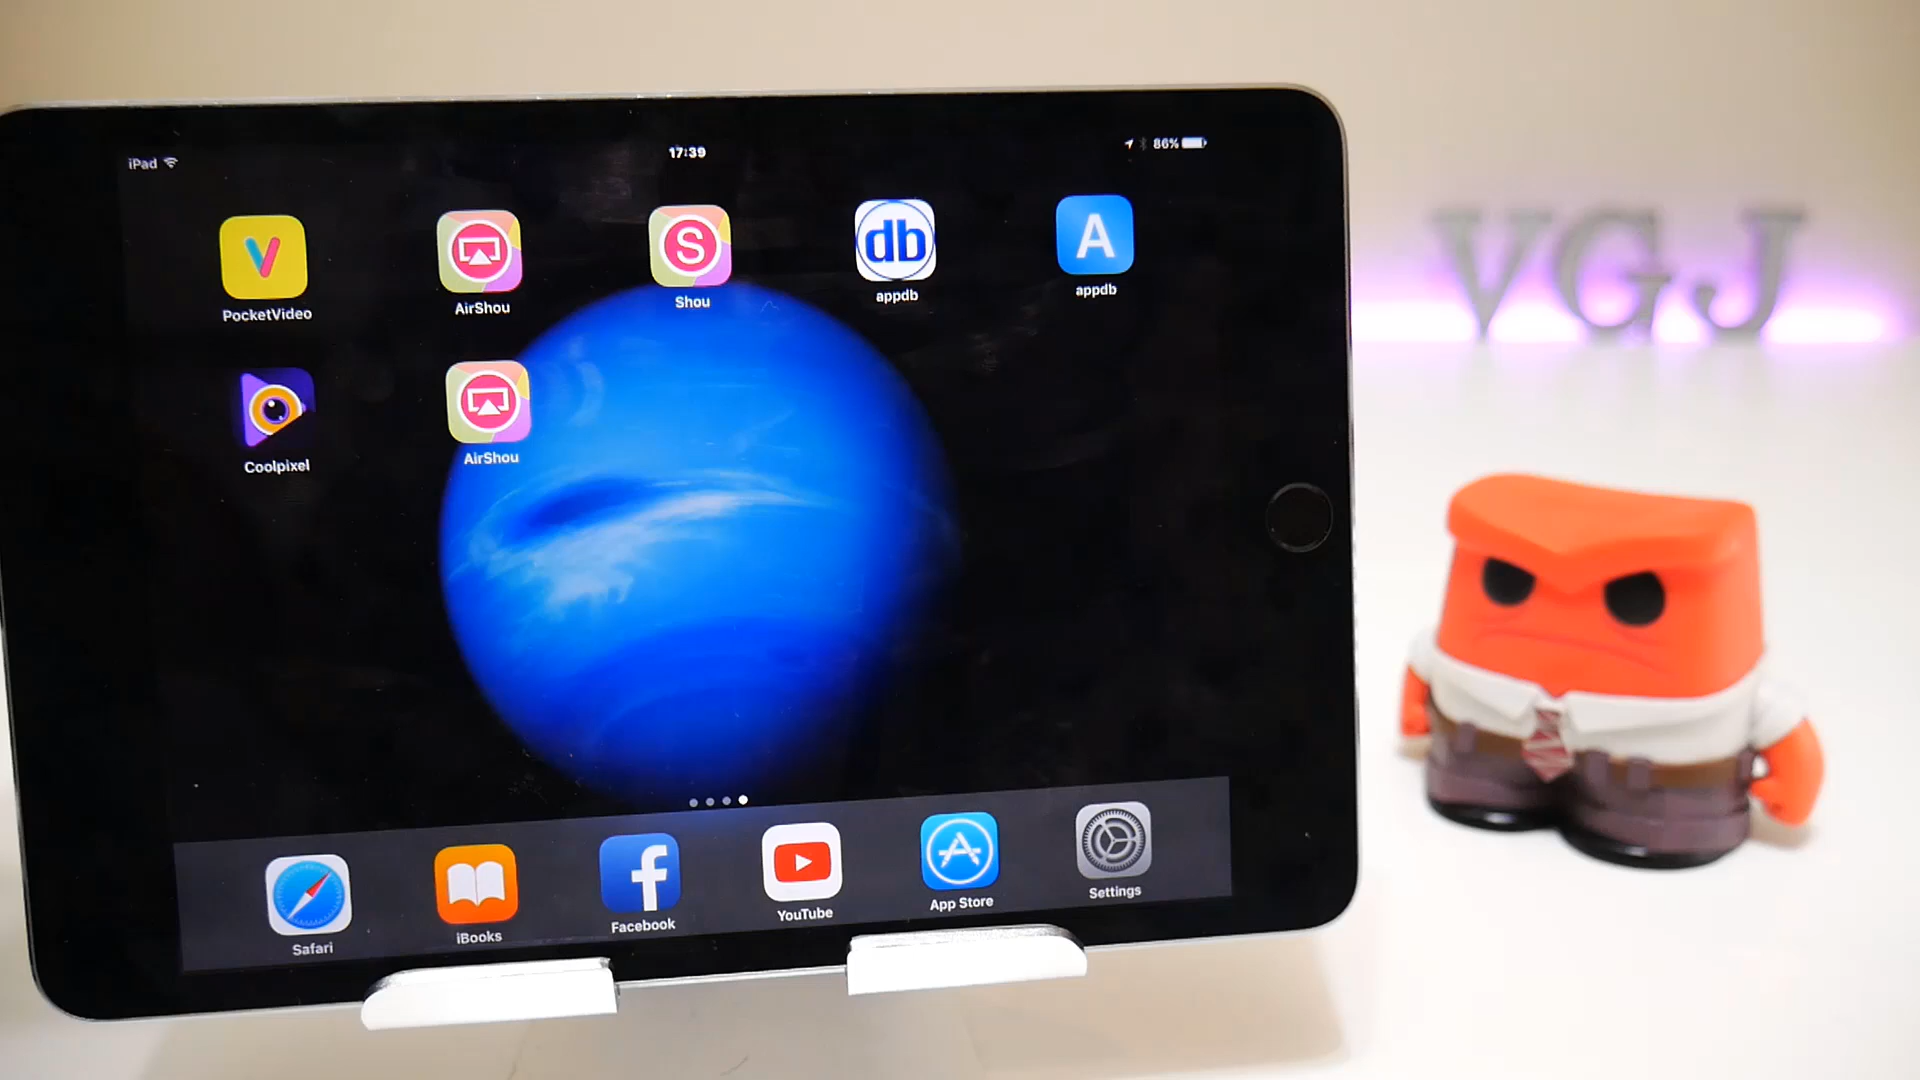 iPad
17:39
86%
V
PocketVideo
AirShou
S
Shou
db
appdb
A
appdb
Coolpixel
AirShou
Safari
iBooks
f
Facebook
YouTube
App Store
Settings
VGJ